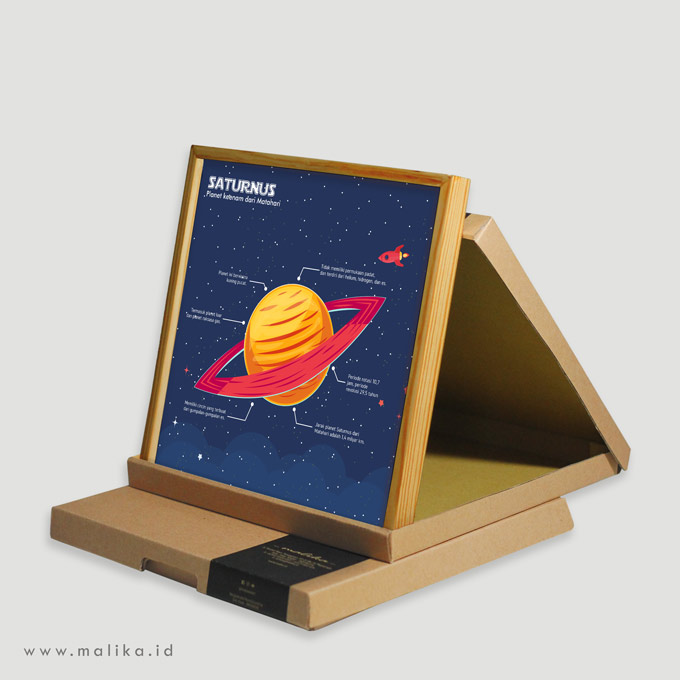 SATURNUS
Planet keenam dari Matahari
Tidak memiliki permukaan padat,
dan terdiri dari helium, hidrogen, dan es.
Planet ini berwarna
kuning pucat.
Termasuk planet luar
dan planet raksasa gas.
Periode rotasi 10,7
jam, periode
revolusi 29,5 tahun
Memiliki cincin yang terbuat
dari gumpalan-gumpalan es.
Jarak planet Saturnus dari
Matahari adalah 1,4 miliar km.
malika
www.malika.id